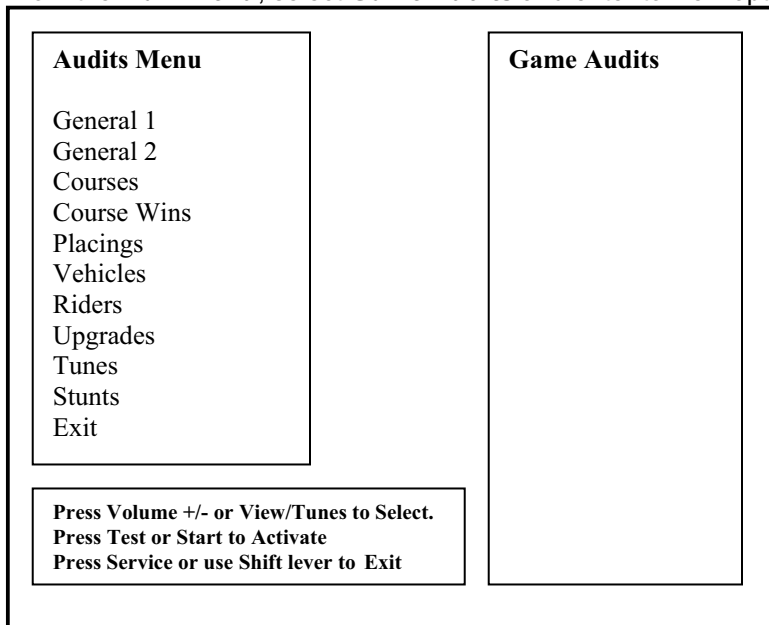 Audits Menu
General 1
General 2
Courses
Course Wins
Placings
Vehicles
Riders
Upgrades
Tunes
Stunts
Exit
Game Audits
Press Volume +/- or View/Tunes to Select.
Press Test or Start to Activate
Press Service or use Shift lever to Exit